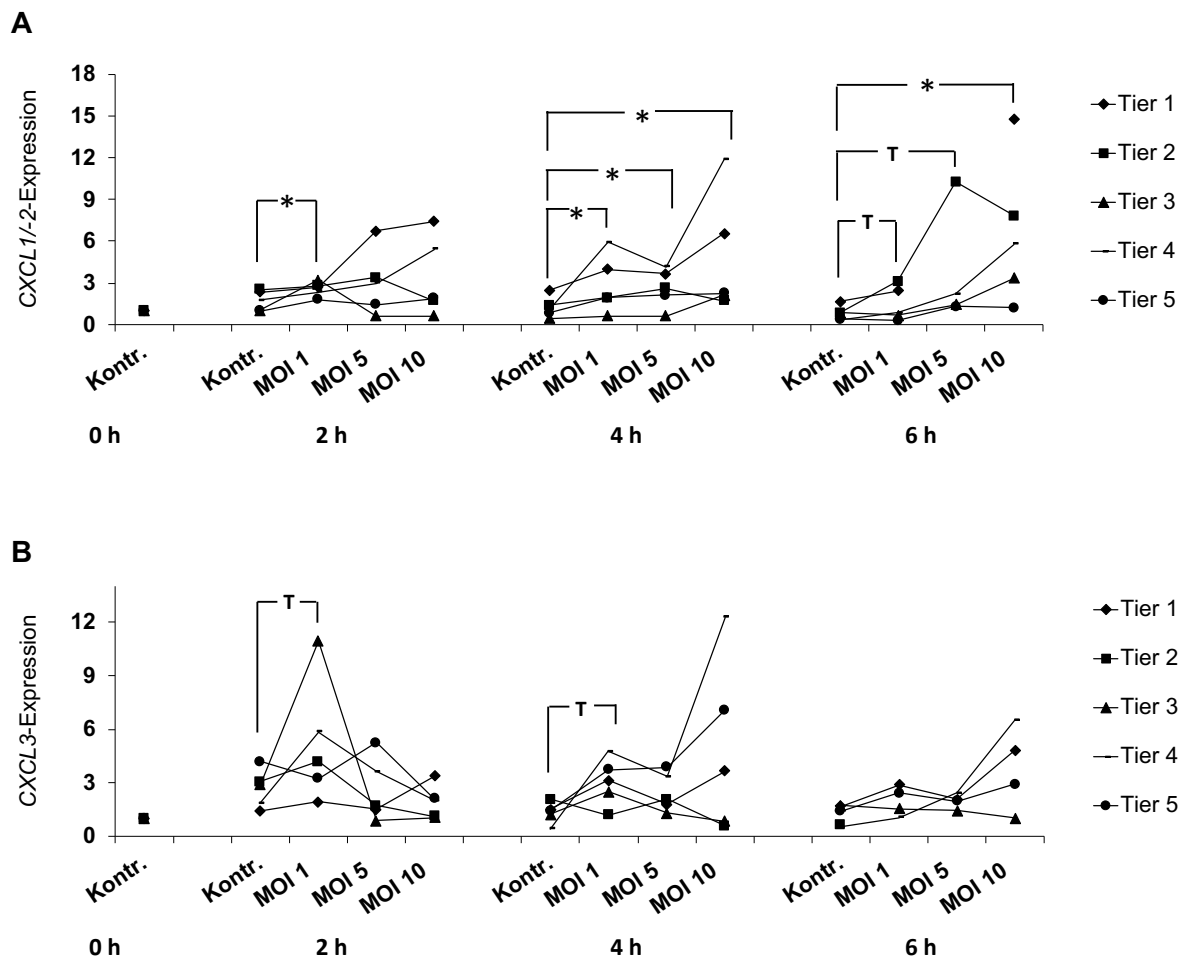 A
CXCL1/-2-Expression
18
15
12
9
6
3
0
*
*
*
*
T
T
*
Kontr.
Kontr.
MOI 1
MOI 5
MOI 10
Kontr.
MOI 1
MOI 5
MOI 10
Kontr.
MOI 1
MOI 5
MOI 10
0 h
2 h
4 h
6 h
Tier 1
Tier 2
Tier 3
Tier 4
Tier 5
B
CXCL3-Expression
12
9
6
3
0
T
T
Kontr.
Kontr.
MOI 1
MOI 5
MOI 10
Kontr.
MOI 1
MOI 5
MOI 10
Kontr.
MOI 1
MOI 5
MOI 10
0 h
2 h
4 h
6 h
Tier 1
Tier 2
Tier 3
Tier 4
Tier 5